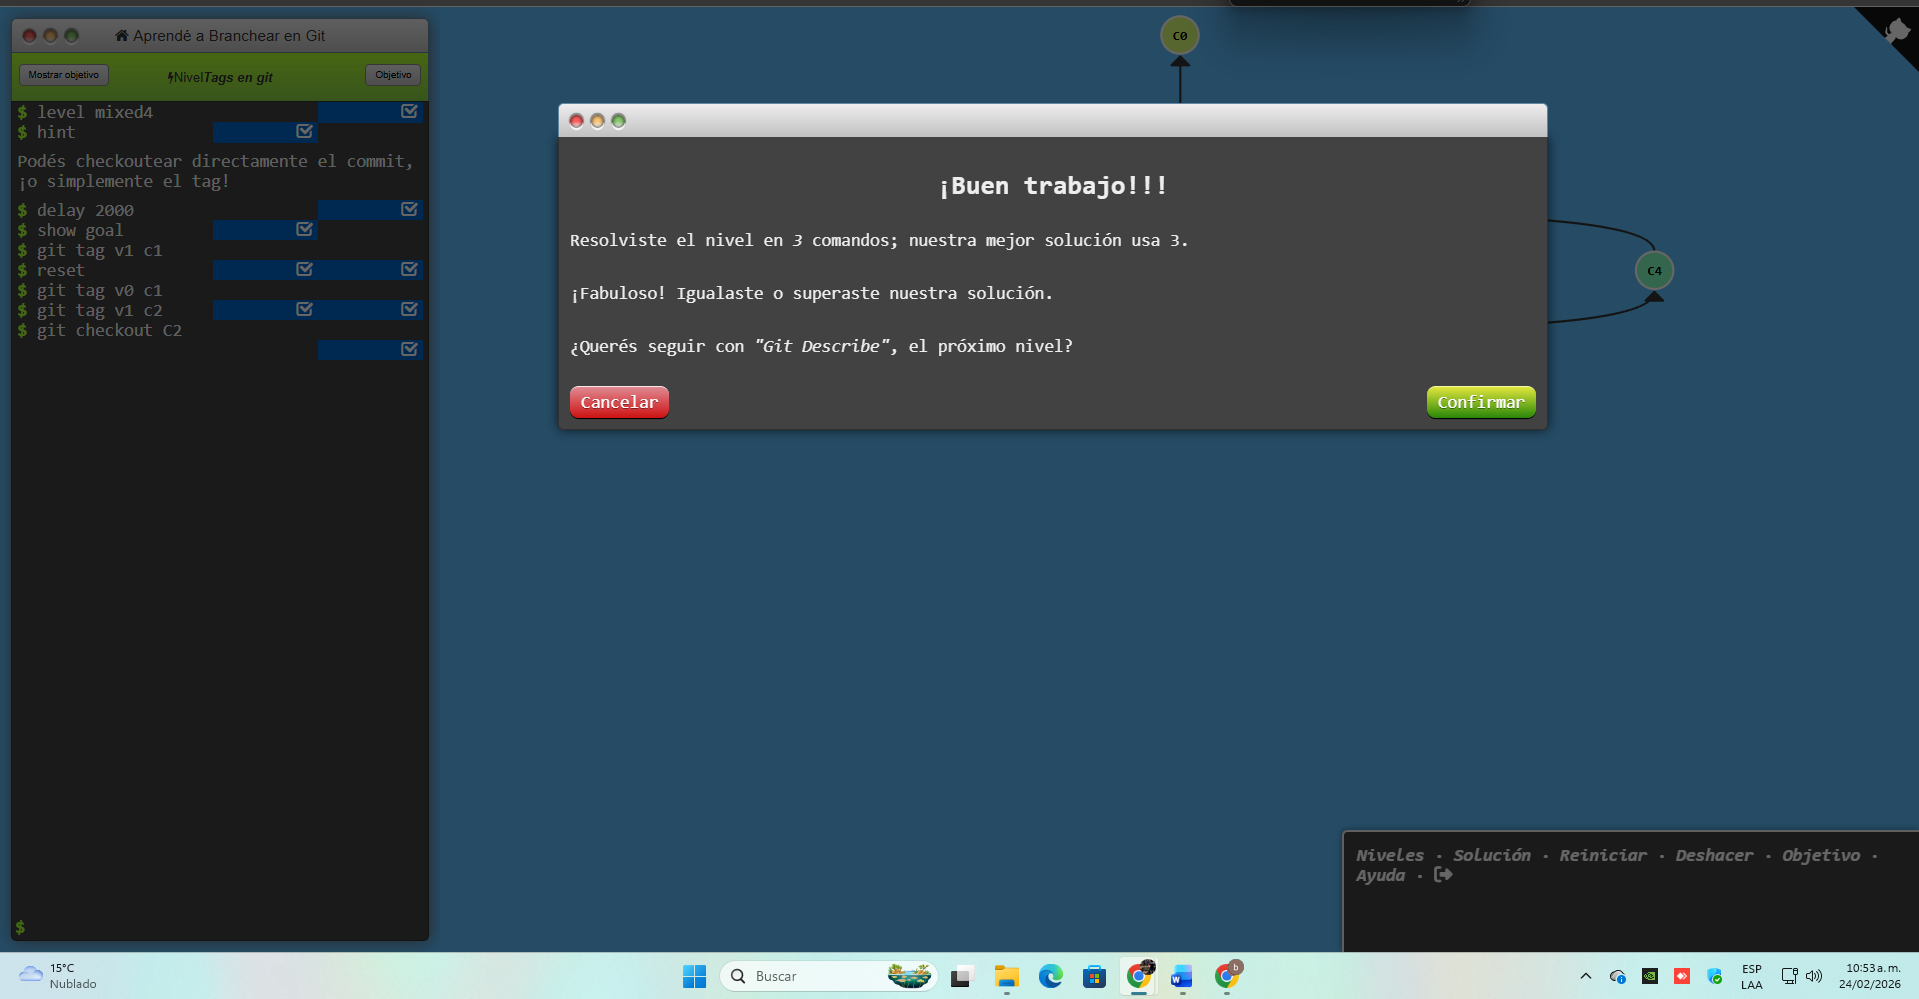 Aprendé a Branchear en Git
Mostrar objetivo
NivelTags en git
Objetivo
$ level mixed4
$ hint
Podés checkoutear directamente el commit,
¡o simplemente el tag!
$ delay 2000
$ show goal
$ git tag v1 c1
$ reset
$ git tag v0 c1
$ git tag v1 c2
$ git checkout C2
$
C0
C4
¡Buen trabajo!!!
Resolviste el nivel en 3 comandos; nuestra mejor solución usa 3.
¡Fabuloso! Igualaste o superaste nuestra solución.
¿Querés seguir con "Git Describe", el próximo nivel?
Cancelar
Confirmar
Niveles · Solución · Reiniciar · Deshacer · Objetivo ·
Ayuda ·
15°C
Nublado
Buscar
b
ESP
LAA
10:53 a. m.
24/02/2026